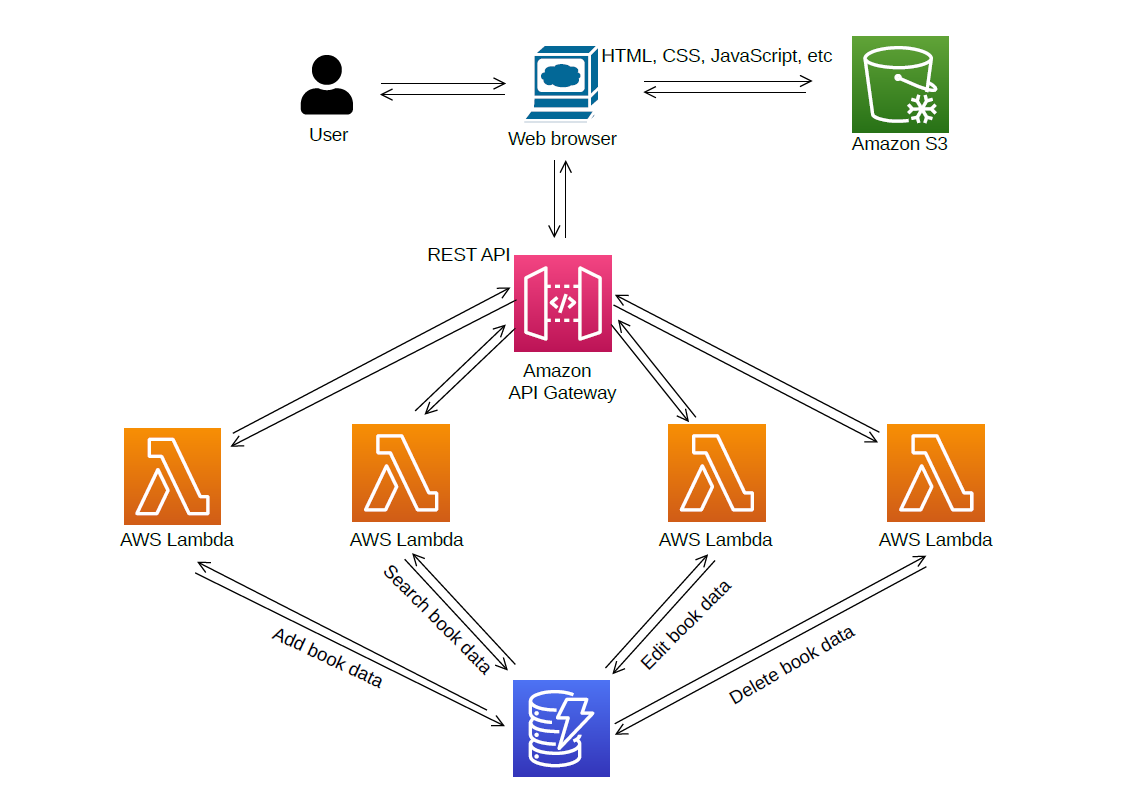 HTML, CSS, JavaScript, etc
User
Web browser
Amazon S3
REST API
</>
Amazon
API Gateway
AWS Lambda
AWS Lambda
AWS Lambda
AWS Lambda
Add book data
Search book data
Edit book data
Delete book data